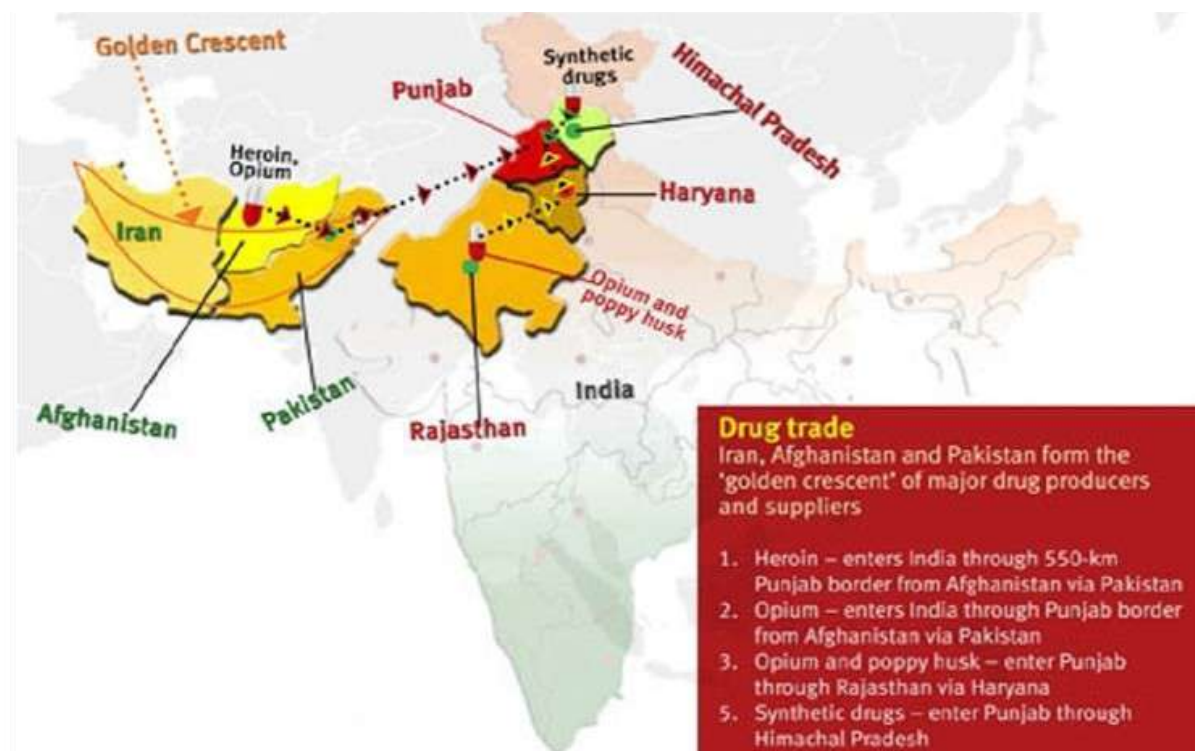 Golden Crescent
Synthetic
drugs
Himachal Pradesh
Punjab
Heroin,
Opium
Haryana
Iran
Opium and
poppy husk
India
Afghanistan
Pakistan
Rajasthan
Drug trade
Iran, Afghanistan and Pakistan form the
'golden crescent' of major drug producers
and suppliers
1. Heroin – enters India through 550-km
Punjab border from Afghanistan via Pakistan
2. Opium – enters India through Punjab border
from Afghanistan via Pakistan
3. Opium and poppy husk – enter Punjab
through Rajasthan via Haryana
5. Synthetic drugs – enter Punjab through
Himachal Pradesh